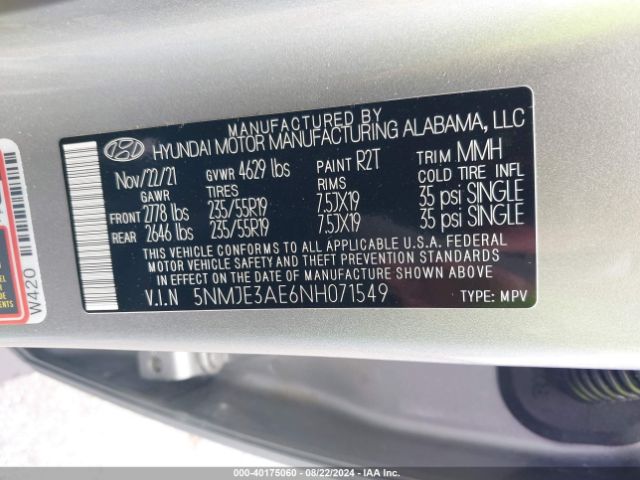 MANUFACTURED BY
HYUNDAI MOTOR MANUFACTURING ALABAMA, LLC
Nov/22/21 GVWR 4629 lbs PAINT R2T TRIM MMH
GAWR TIRES RIMS COLD TIRE INFL
FRONT 2778 lbs 235/55R19 7.5JX19 35 psi SINGLE
REAR 2646 lbs 235/55R19 7.5JX19 35 psi SINGLE
THIS VEHICLE CONFORMS TO ALL APPLICABLE U.S.A. FEDERAL
MOTOR VEHICLE SAFETY AND THEFT PREVENTION STANDARDS
IN EFFECT ON THE DATE OF MANUFACTURE SHOWN ABOVE.
V.I.N 5NMJE3AE6NH071549 TYPE: MPV
W420
000-40175060 - 08/22/2024 - IAAI.com